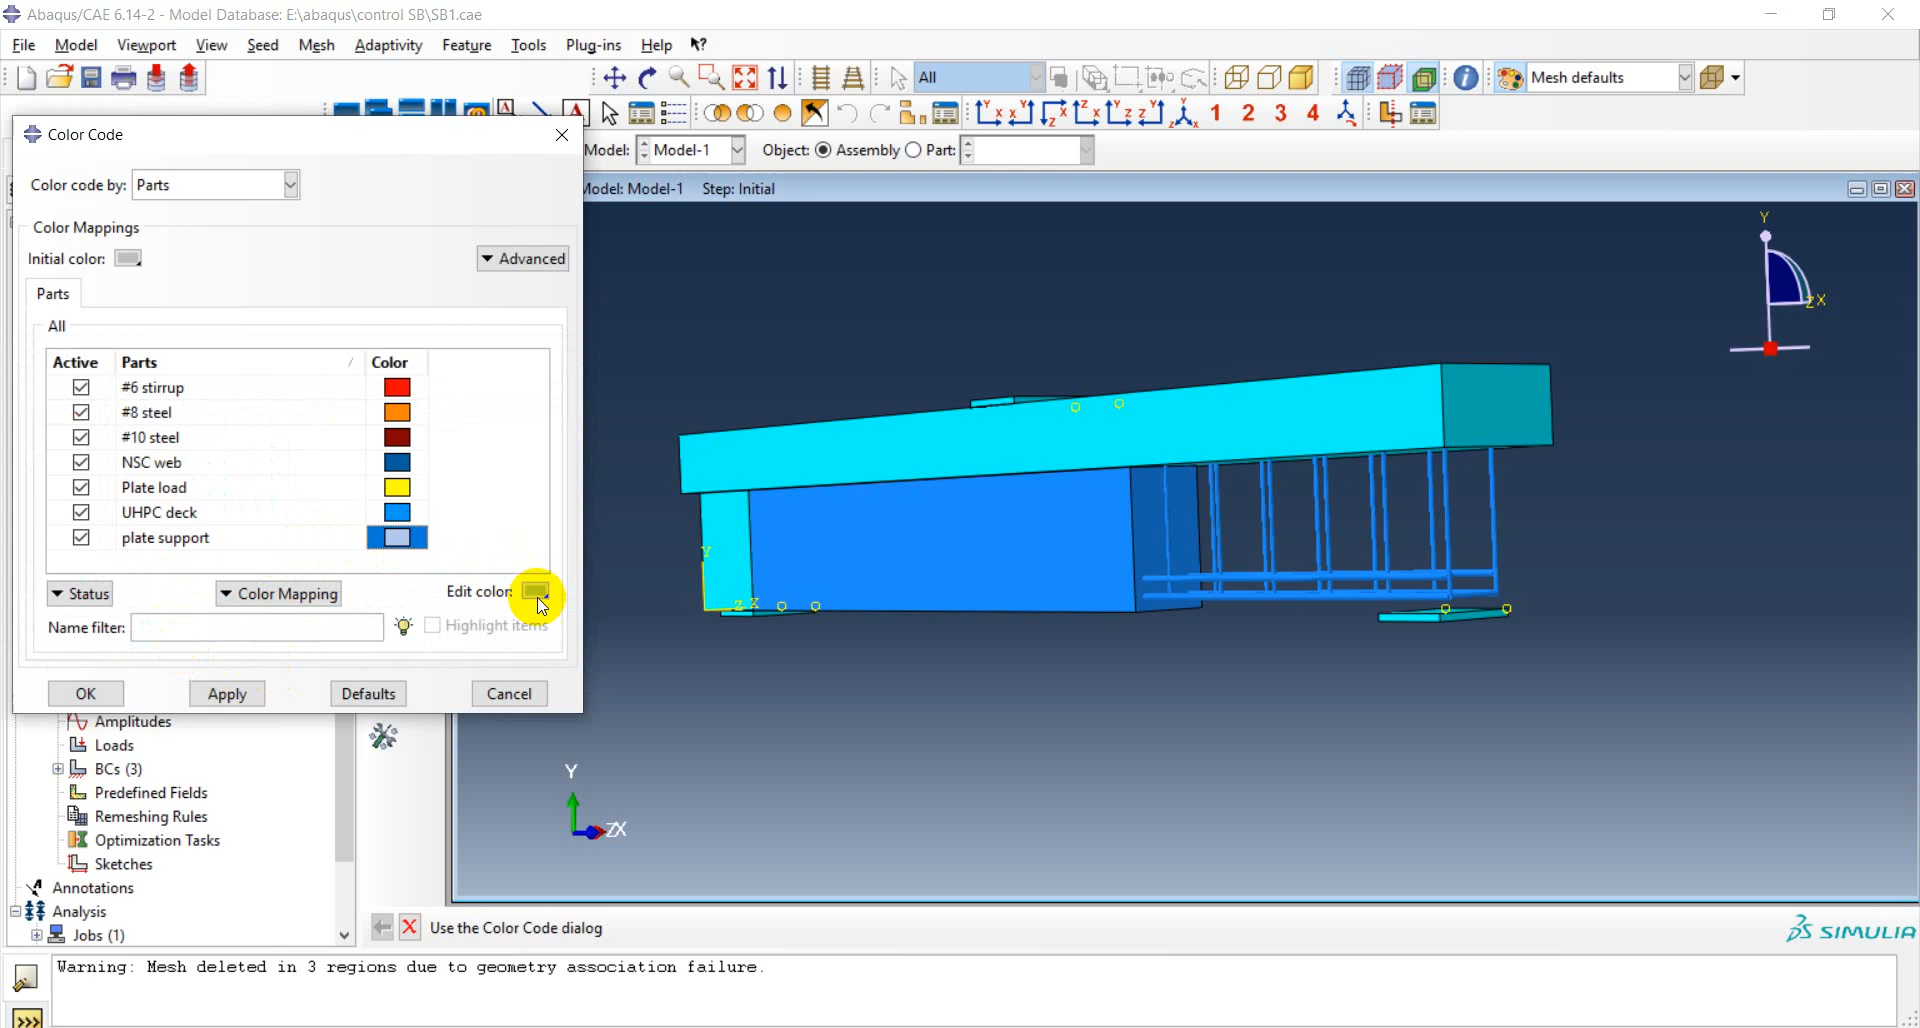 Abaqus/CAE 6.14-2 - Model Database: E:\abaqus\control SB\SB1.cae
File Model Viewport View Seed Mesh Adaptivity Feature Tools Plug-ins Help
All
Mesh defaults
1 2 3 4
Color Code
Model: Model-1 Object: Assembly Part:
Model: Model-1 Step: Initial
Color code by: Parts
Color Mappings
Initial color:
Advanced
Parts
All
Active Parts Color
#6 stirrup
#8 steel
#10 steel
NSC web
Plate load
UHPC deck
plate support
Status
Color Mapping
Edit color:
Name filter:
Highlight items
OK Apply Defaults Cancel
Amplitudes
Loads
BCs (3)
Predefined Fields
Remeshing Rules
Optimization Tasks
Sketches
Annotations
Analysis
Jobs (1)
Y
Z X
Y
Z X
Y
ZX
Use the Color Code dialog
SIMULIA
Warning: Mesh deleted in 3 regions due to geometry association failure.
>>>